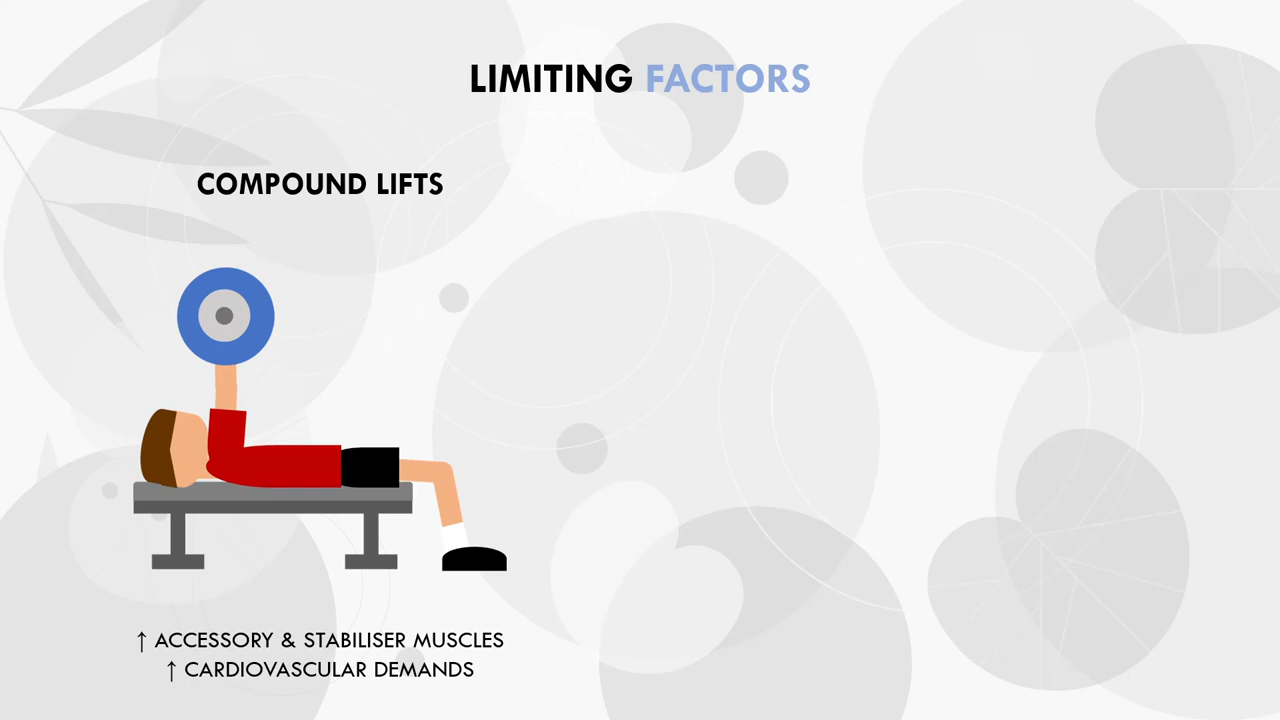 LIMITING FACTORS
COMPOUND LIFTS
↑ ACCESSORY & STABILISER MUSCLES
↑ CARDIOVASCULAR DEMANDS